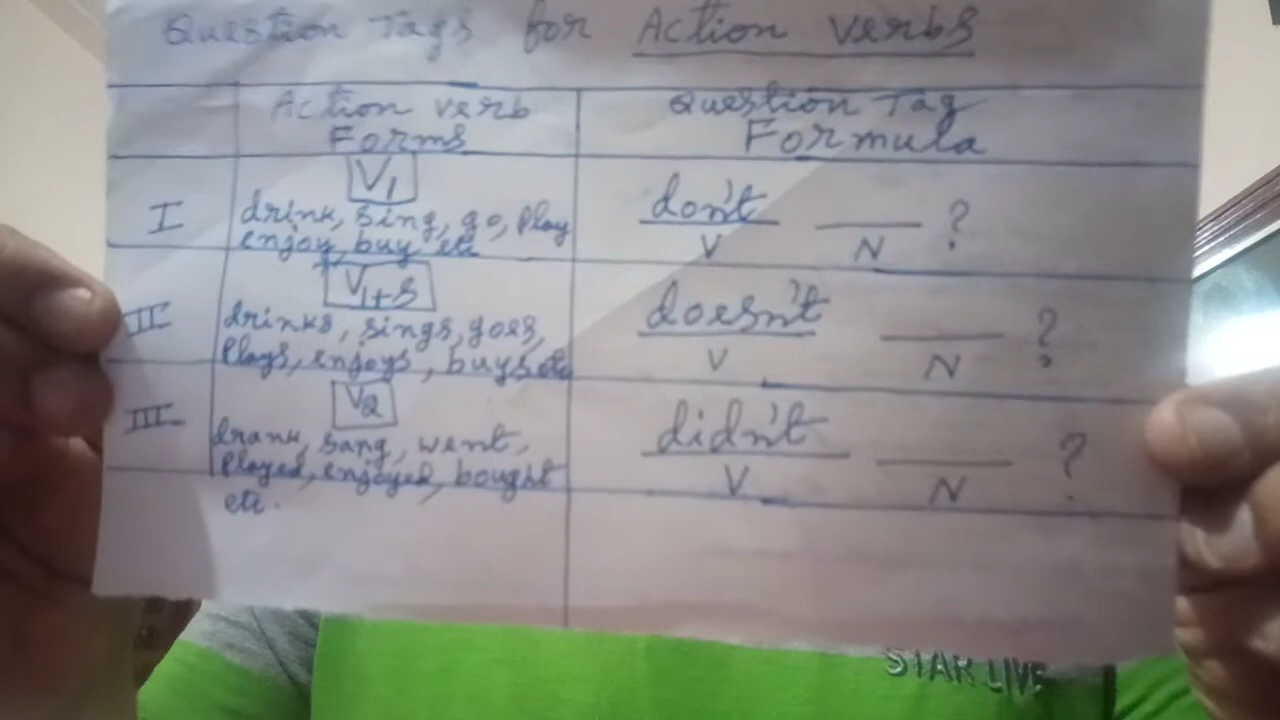 Question Tags for Action verbs
Action verb
Forms
Question Tag
Formula
I
V1
drink, sing, go, Play
enjoy, buy etc
don't ?
V N
II
V1+s
drinks, sings, goes,
Plays, enjoys, buys etc
doesn't ?
V N
III
V2
drank, sang, went,
Played, enjoyed, bought
etc.
didn't ?
V N
STAR LIVE